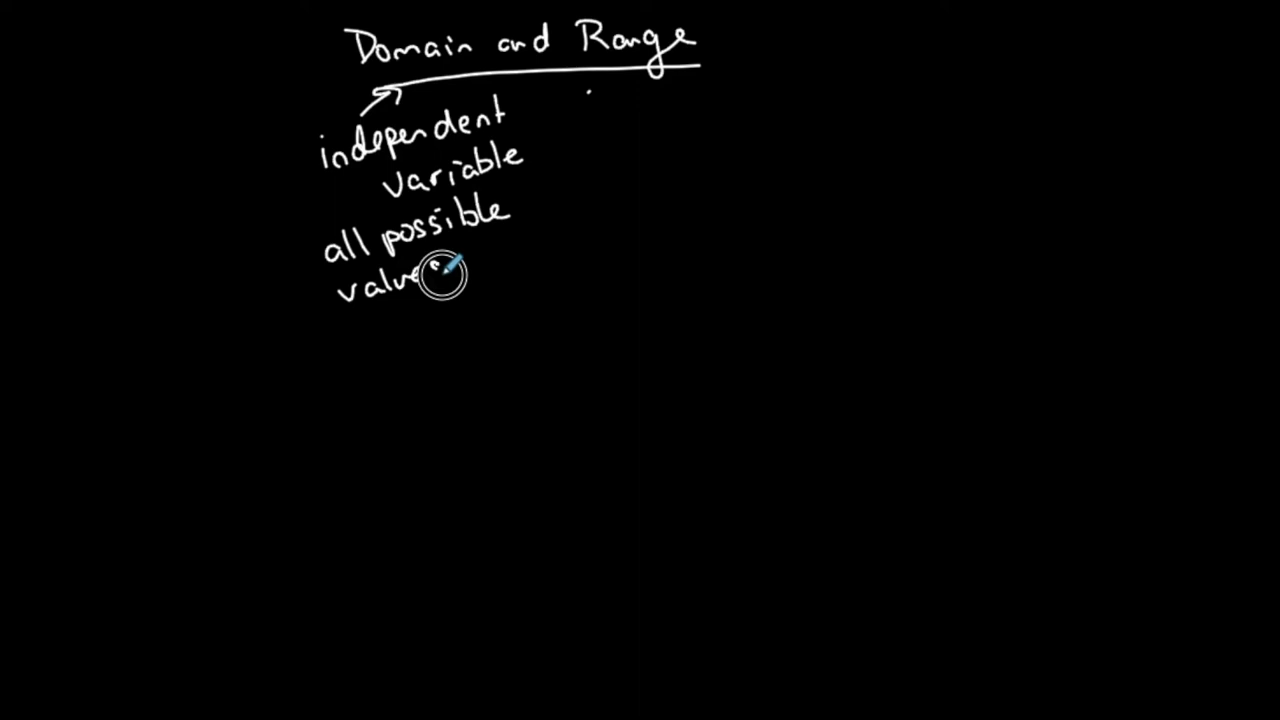 Domain and Range
independent
variable
all possible
value